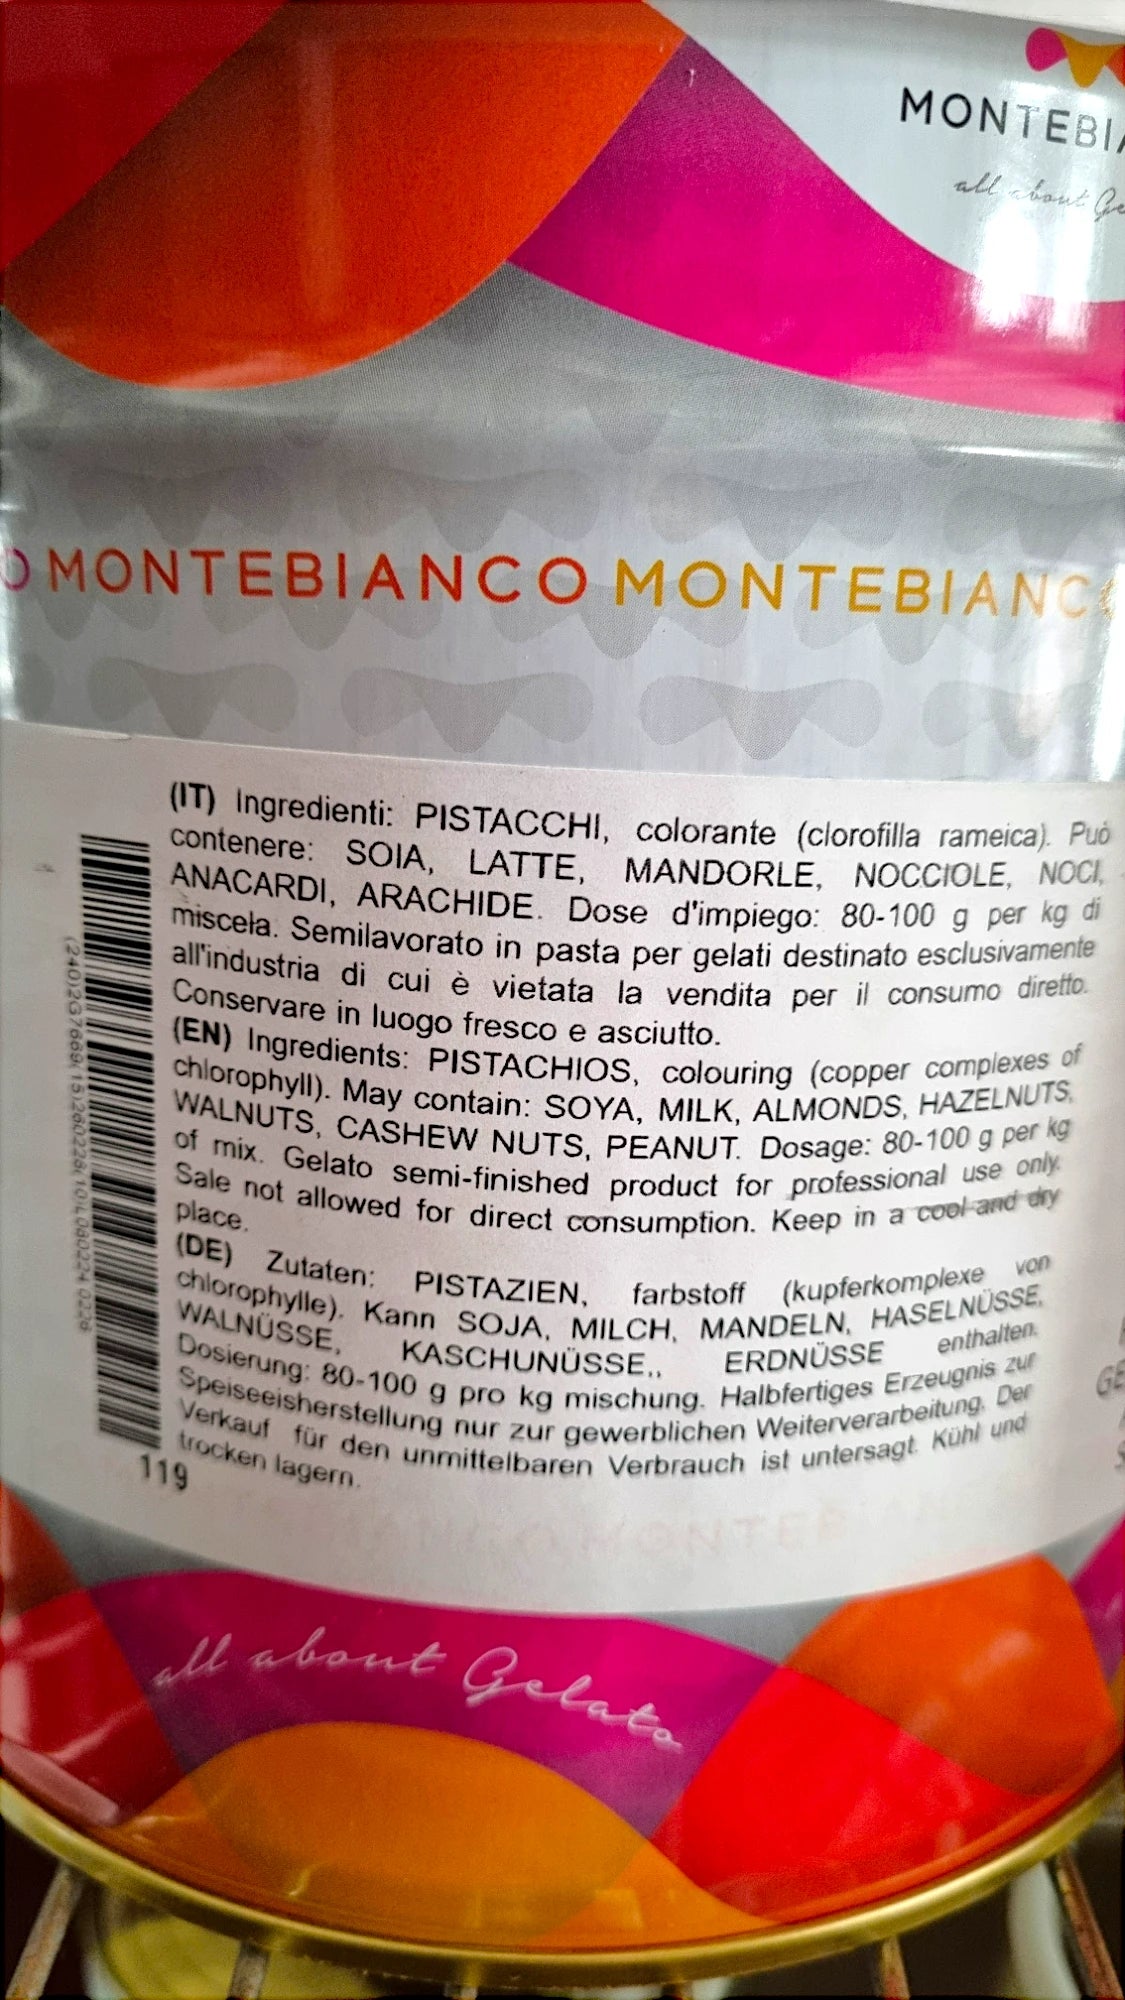 MONTEBIA
all about Ge
O MONTEBIANCO MONTEBIANC
(IT) Ingredienti: PISTACCHI, colorante (clorofilla rameica). Può
contenere: SOIA, LATTE, MANDORLE, NOCCIOLE, NOCI,
ANACARDI, ARACHIDE. Dose d'impiego: 80-100 g per kg di
miscela. Semilavorato in pasta per gelati destinato esclusivamente
all'industria di cui è vietata la vendita per il consumo diretto.
Conservare in luogo fresco e asciutto.
(EN) Ingredients: PISTACHIOS, colouring (copper complexes of
chlorophyll). May contain: SOYA, MILK, ALMONDS, HAZELNUTS,
WALNUTS, CASHEW NUTS, PEANUT. Dosage: 80-100 g per kg
of mix. Gelato semi-finished product for professional use only.
Sale not allowed for direct consumption. Keep in a cool and dry
place.
(DE) Zutaten: PISTAZIEN, farbstoff (kupferkomplexe von
chlorophylle). Kann SOJA, MILCH, MANDELN, HASELNÜSSE,
WALNÜSSE, KASCHUNÜSSE,, ERDNÜSSE enthalten.
Dosierung: 80-100 g pro kg mischung. Halbfertiges Erzeugnis zur
Speiseeisherstellung nur zur gewerblichen Weiterverarbeitung. Der
Verkauf für den unmittelbaren Verbrauch ist untersagt. Kühl und
trocken lagern.
119
all about Gelato